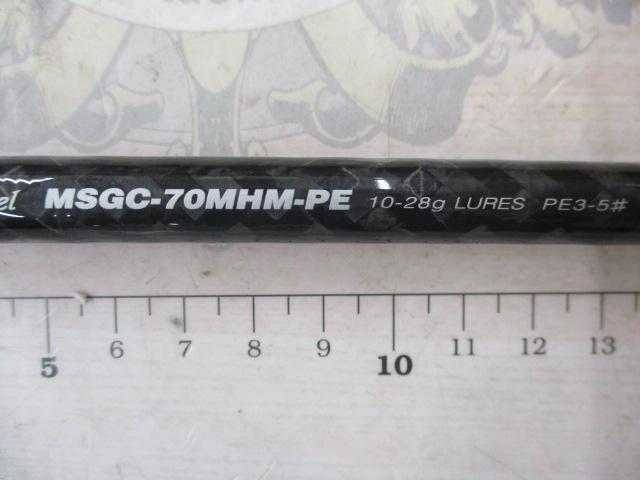 MSGC-70MHM-PE 10-28g LURES PE3-5#
5 6 7 8 9 10 11 12 13